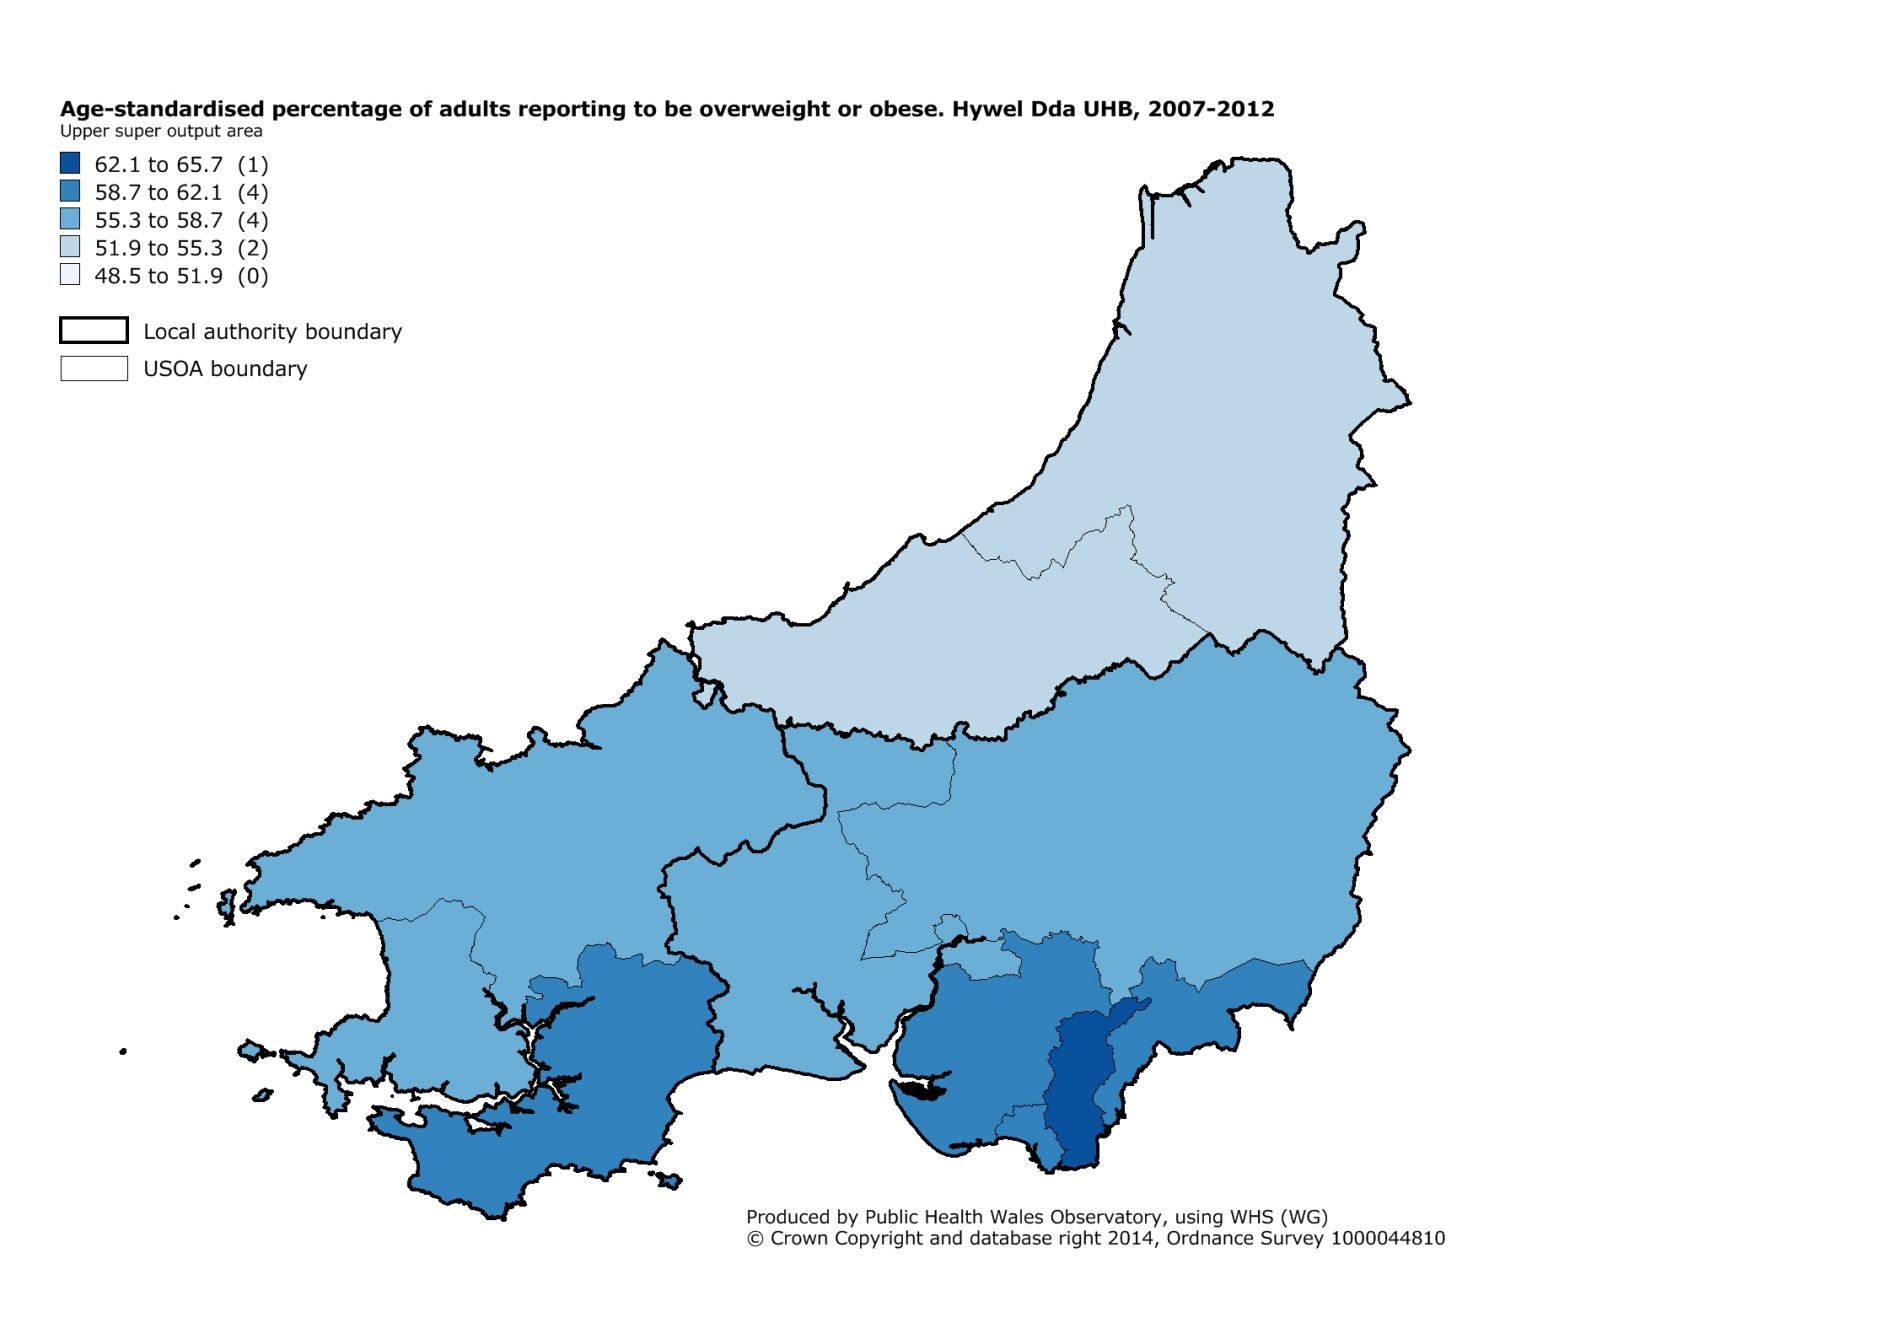 Age-standardised percentage of adults reporting to be overweight or obese. Hywel Dda UHB, 2007-2012
Upper super output area
62.1 to 65.7 (1)
58.7 to 62.1 (4)
55.3 to 58.7 (4)
51.9 to 55.3 (2)
48.5 to 51.9 (0)
Local authority boundary
USOA boundary
Produced by Public Health Wales Observatory, using WHS (WG)
© Crown Copyright and database right 2014, Ordnance Survey 1000044810